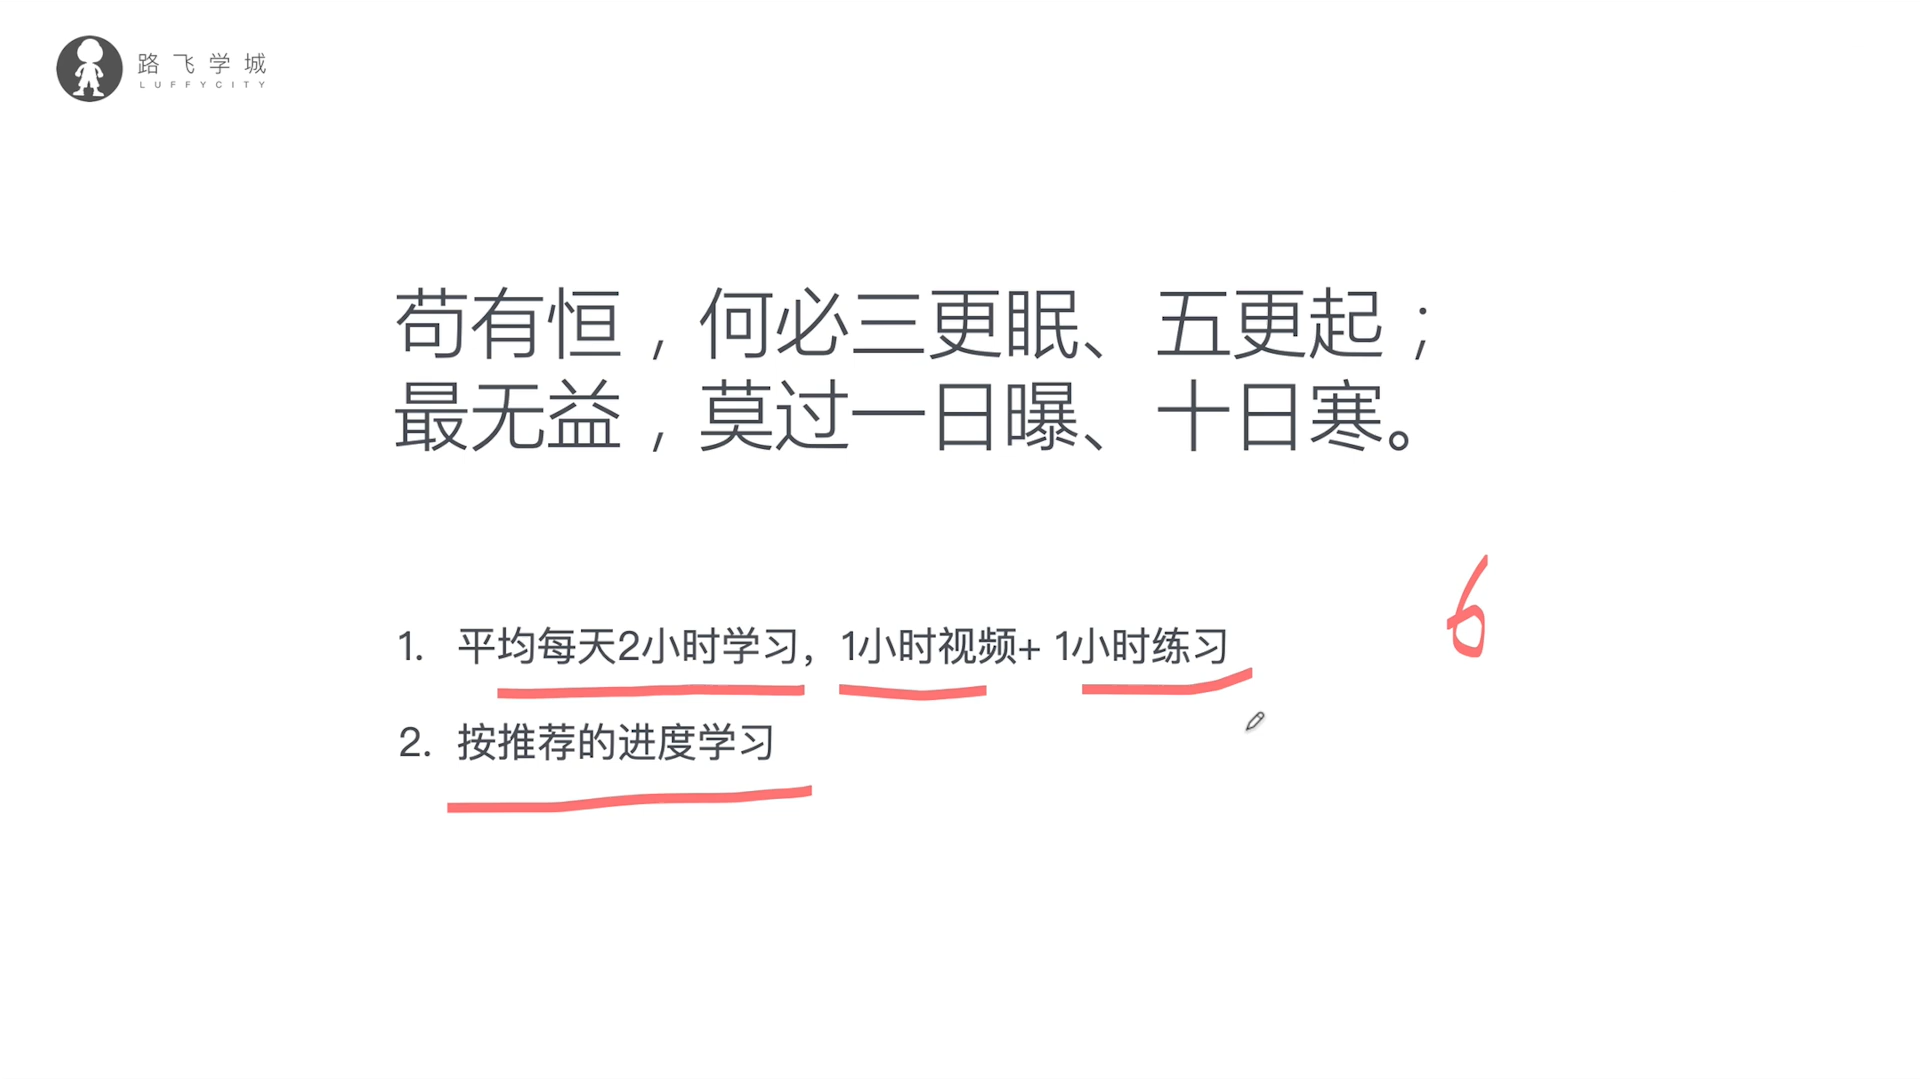 路飞学城
LUFFYCITY
苟有恒，何必三更眠、五更起；
最无益，莫过一日曝、十日寒。
6
1. 平均每天2小时学习，1小时视频+ 1小时练习
2. 按推荐的进度学习